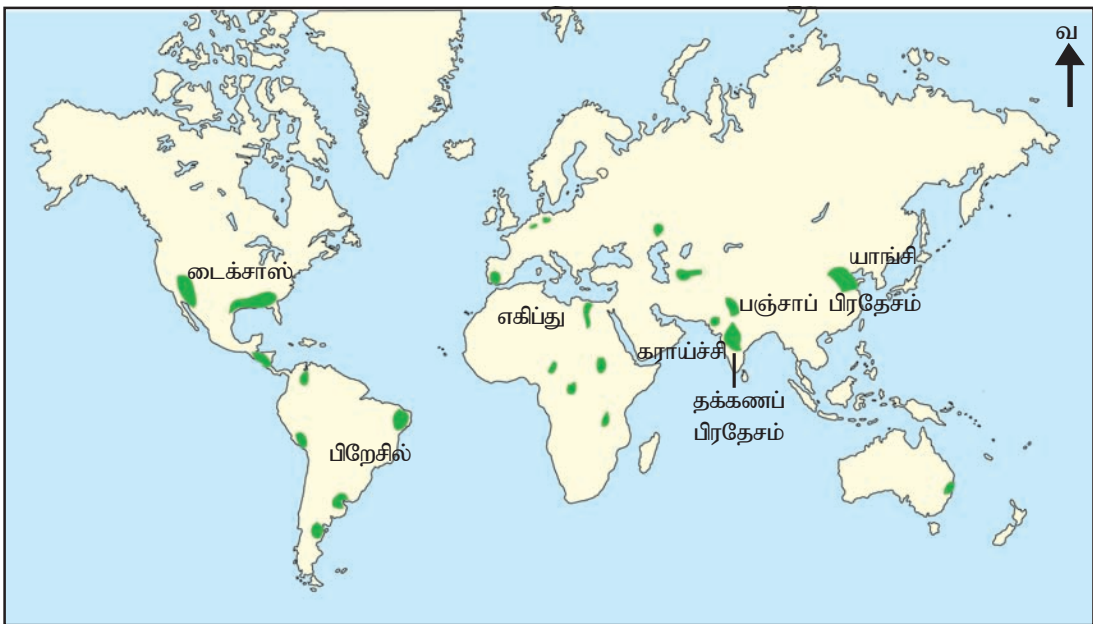 வ
டைக்சாஸ்
யாங்சி
எகிப்து
பஞ்சாப் பிரதேசம்
கராய்ச்சி
தக்கணப்
பிரதேசம்
பிறேசில்